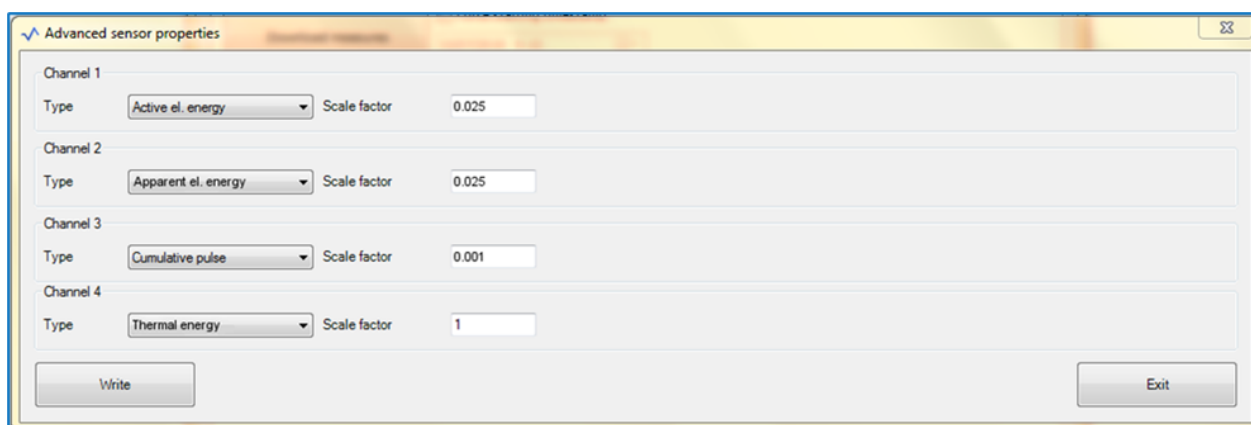 Advanced sensor properties
Channel 1
Type Active el. energy Scale factor 0.025
Channel 2
Type Apparent el. energy Scale factor 0.025
Channel 3
Type Cumulative pulse Scale factor 0.001
Channel 4
Type Thermal energy Scale factor 1
Write Exit